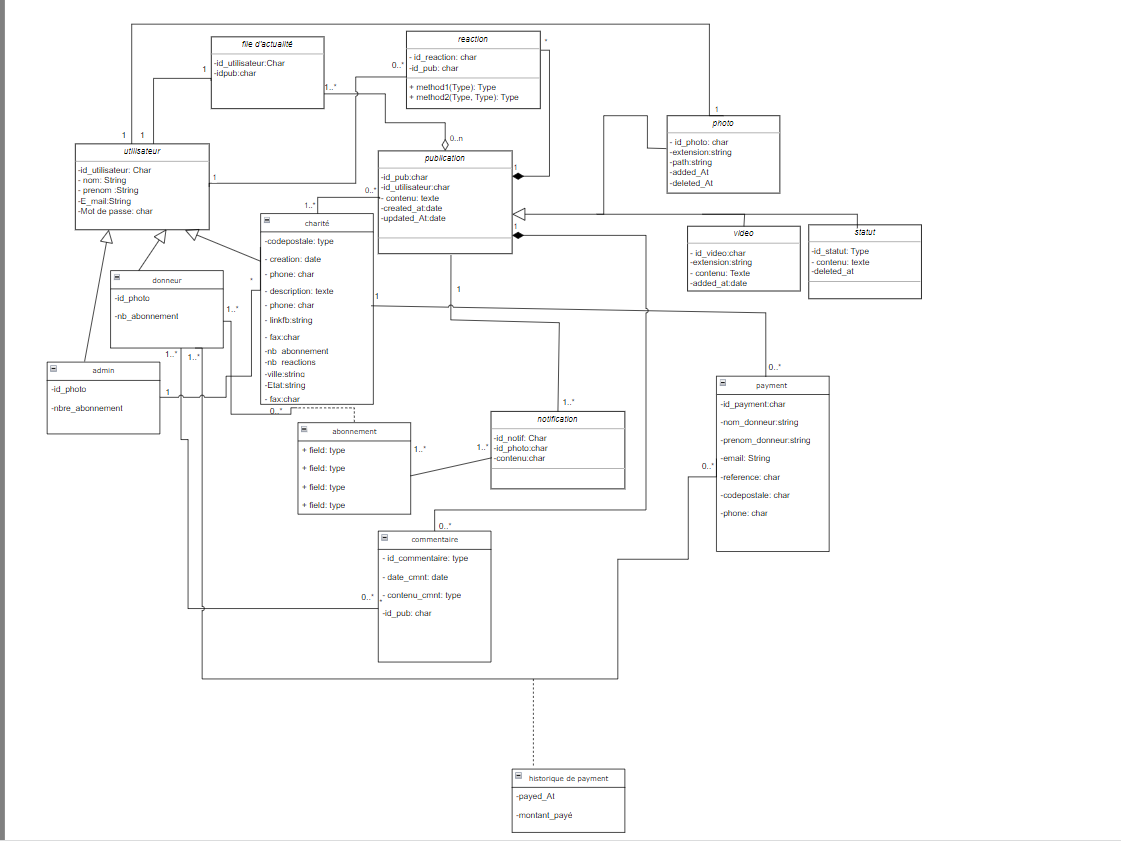 file d'actualité
-id_utilisateur:Char
-idpub:char
reaction
- id_reaction: char
-id_pub: char
+ method1(Type): Type
+ method2(Type, Type): Type
*
0..*
1
1..*
1
1
1
photo
- id_photo: char
-extension:string
-path:string
-added_At
-deleted_At
utilisateur
-id_utilisateur: Char
- nom: String
- prenom :String
-E_mail:String
-Mot de passe: char
1
0..n
publication
-id_pub:char
-id_utilisateur:char
- contenu: texte
-created_at:date
-updated_At:date
1
1
0..*
1..*
charité
-codepostale: type
- creation: date
- phone: char
- description: texte
- phone: char
- linkfb:string
- fax:char
-nb_abonnement
-nb_reactions
-ville:string
-Etat:string
- fax:char
video
- id_video:char
-extension:string
- contenu: Texte
-added_at:date
statut
-id_statut: Type
- contenu: texte
-deleted_at
donneur
-id_photo
-nb_abonnement
*
1..*
1
1
1..*
1..*
admin
-id_photo
-nbre_abonnement
1
0..*
payment
-id_payment:char
-nom_donneur:string
-prenom_donneur:string
-email: String
-reference: char
-codepostale: char
-phone: char
0..*
0..*
abonnement
+ field: type
+ field: type
+ field: type
+ field: type
1..*
1..*
1..*
notification
-id_notif: Char
-id_photo:char
-contenu:char
0..*
commentaire
- id_commentaire: type
- date_cmnt: date
- contenu_cmnt: type
-id_pub: char
0..*
historique de payment
-payed_At
-montant_payé